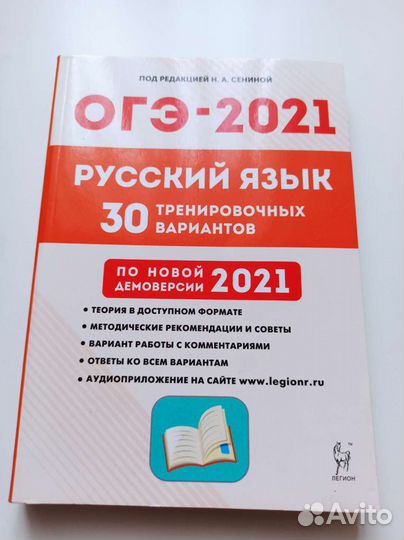 ПОД РЕДАКЦИЕЙ Н. А. СЕНИНОЙ
ОГЭ-2021
РУССКИЙ ЯЗЫК
30 ТРЕНИРОВОЧНЫХ
ВАРИАНТОВ
ПО НОВОЙ
ДЕМОВЕРСИИ 2021
• ТЕОРИЯ В ДОСТУПНОМ ФОРМАТЕ
• МЕТОДИЧЕСКИЕ РЕКОМЕНДАЦИИ И СОВЕТЫ
• ВАРИАНТ РАБОТЫ С КОММЕНТАРИЯМИ
• ОТВЕТЫ КО ВСЕМ ВАРИАНТАМ
• АУДИОПРИЛОЖЕНИЕ НА САЙТЕ www.legionr.ru
ЛЕГИОН
Avito